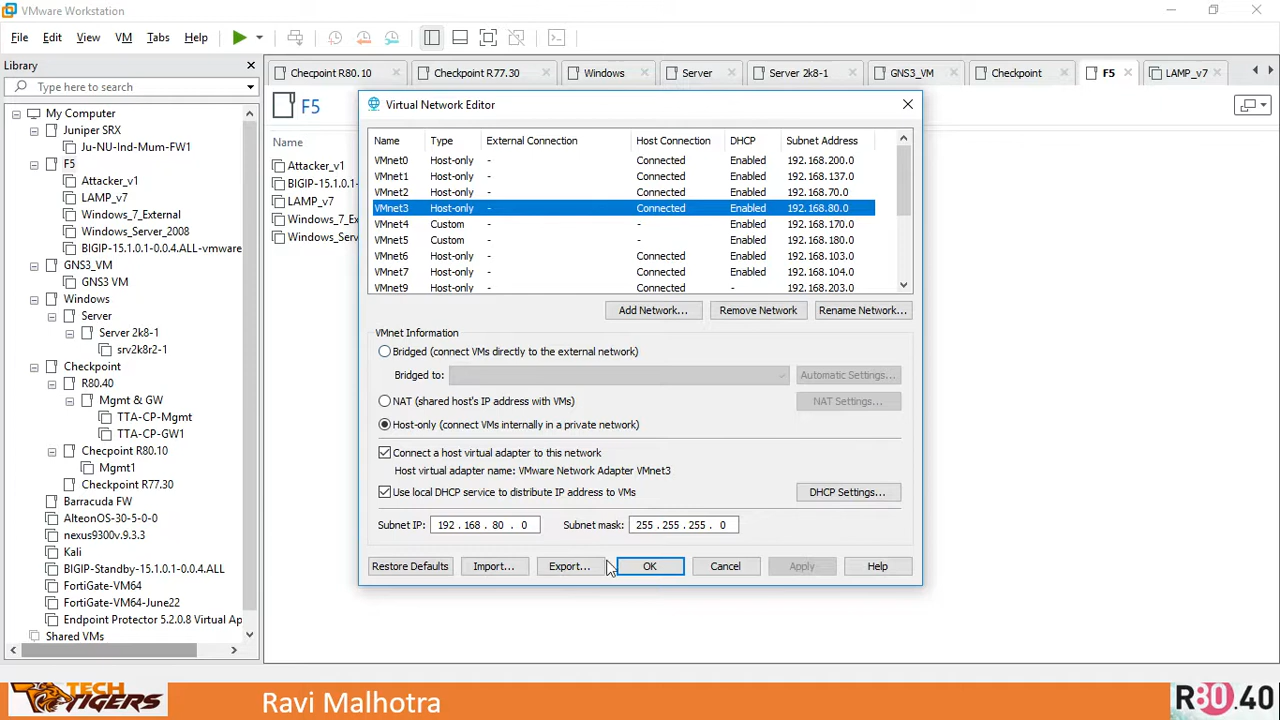 VMware Workstation
File Edit View VM Tabs Help
Library
Type here to search
My Computer
Juniper SRX
Ju-NU-Ind-Mum-FW1
F5
Attacker_v1
LAMP_v7
Windows_7_External
Windows_Server_2008
BIGIP-15.1.0.1-0.0.4.ALL-vmware
GNS3_VM
GNS3 VM
Windows
Server
Server 2k8-1
srv2k8r2-1
Checkpoint
R80.40
Mgmt & GW
TTA-CP-Mgmt
TTA-CP-GW1
Checkpoint R80.10
Mgmt1
Checkpoint R77.30
Barracuda FW
AlteonOS-30-5-0-0
nexus9300v.9.3.3
Kali
BIGIP-Standby-15.1.0.1-0.0.4.ALL
FortiGate-VM64
FortiGate-VM64-June22
Endpoint Protector 5.2.0.8 Virtual Ap
Shared VMs
Checpoint R80.10 Checkpoint R77.30 Windows Server Server 2k8-1 GNS3_VM Checkpoint F5 LAMP_v7
F5
Name
Attacker_v1
BIGIP-15.1.0.1-
LAMP_v7
Windows_7_Ex
Windows_Serv
Virtual Network Editor
Name Type External Connection Host Connection DHCP Subnet Address
VMnet0 Host-only - Connected Enabled 192.168.200.0
VMnet1 Host-only - Connected Enabled 192.168.137.0
VMnet2 Host-only - Connected Enabled 192.168.70.0
VMnet3 Host-only - Connected Enabled 192.168.80.0
VMnet4 Custom - - Enabled 192.168.170.0
VMnet5 Custom - - Enabled 192.168.180.0
VMnet6 Host-only - Connected Enabled 192.168.103.0
VMnet7 Host-only - Connected Enabled 192.168.104.0
VMnet9 Host-only - Connected - 192.168.203.0
Add Network... Remove Network Rename Network...
VMnet Information
Bridged (connect VMs directly to the external network)
Bridged to: Automatic Settings...
NAT (shared host's IP address with VMs) NAT Settings...
Host-only (connect VMs internally in a private network)
Connect a host virtual adapter to this network
Host virtual adapter name: VMware Network Adapter VMnet3
Use local DHCP service to distribute IP address to VMs DHCP Settings...
Subnet IP: 192 . 168 . 80 . 0 Subnet mask: 255 . 255 . 255 . 0
Restore Defaults Import... Export... OK Cancel Apply Help
TECH
TIGERS
Ravi Malhotra
R80.40